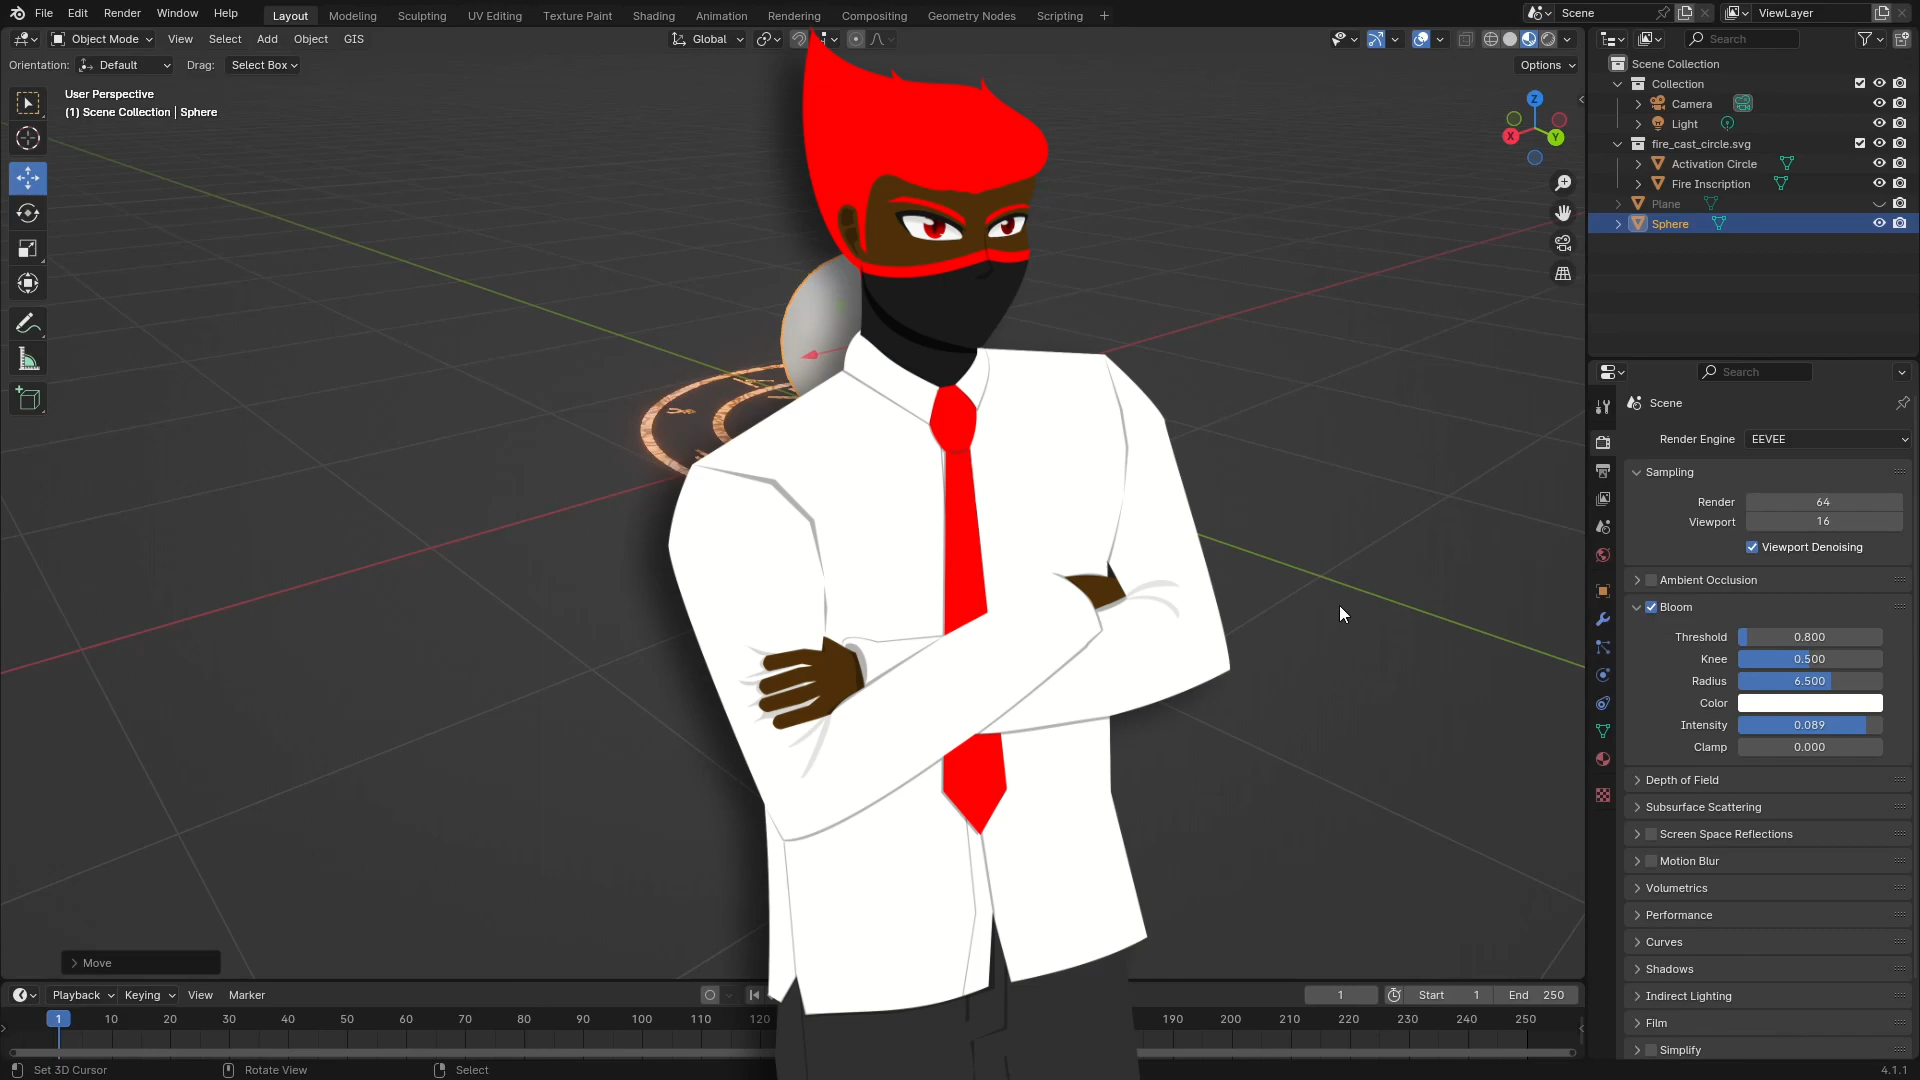 File Edit Render Window Help
Layout Modeling Sculpting UV Editing Texture Paint Shading Animation Rendering Compositing Geometry Nodes Scripting +
Scene
ViewLayer
Object Mode View Select Add Object GIS
Global
Search
Orientation: Default Drag: Select Box
Options
User Perspective
(1) Scene Collection | Sphere
Z
X
Y
Scene Collection
Collection
Camera
Light
fire_cast_circle.svg
Activation Circle
Fire Inscription
Plane
Sphere
Search
Scene
Render Engine EEVEE
Sampling
Render 64
Viewport 16
Viewport Denoising
Ambient Occlusion
Bloom
Threshold 0.800
Knee 0.500
Radius 6.500
Color
Intensity 0.089
Clamp 0.000
Depth of Field
Subsurface Scattering
Screen Space Reflections
Motion Blur
Volumetrics
Performance
Curves
Shadows
Indirect Lighting
Film
Simplify
Move
Playback Keying View Marker
1 Start 1 End 250
1 10 20 30 40 50 60 70 80 90 100 110 120 190 200 210 220 230 240 250
Set 3D Cursor Rotate View Select 4.1.1